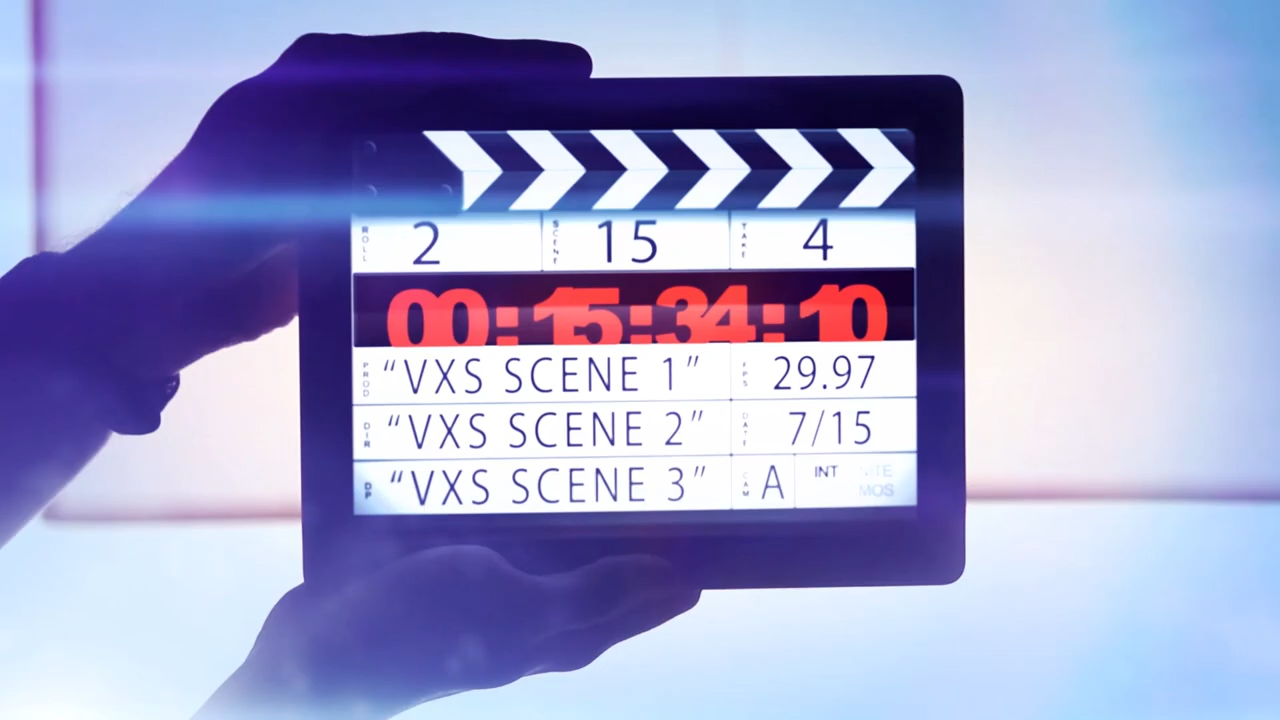 ROLL 2 SCENE 15 TAKE 4
00:15:34:10
PROD "VXS SCENE 1" FPS 29.97
DIR "VXS SCENE 2" DATE 7/15
DP "VXS SCENE 3" CAM A INT
MOS